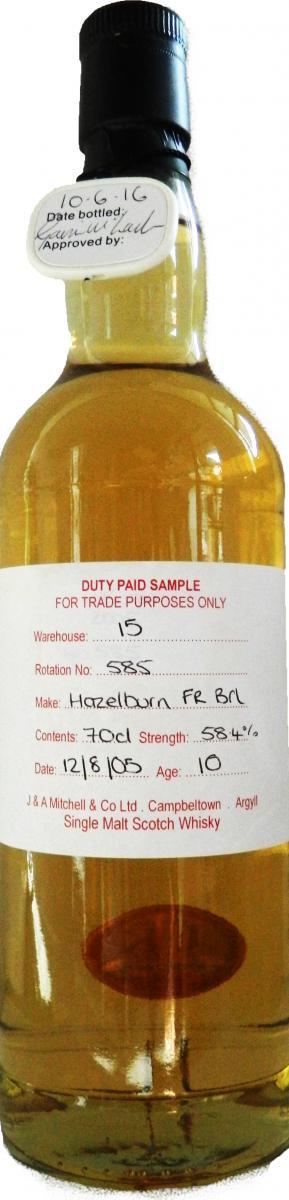 10-6-16
Date bottled:
Approved by:
DUTY PAID SAMPLE
FOR TRADE PURPOSES ONLY
Warehouse: 15
Rotation No: 585
Make: Hazelburn FR Brl
Contents: 70cl Strength: 58.4%
Date: 12/8/05 Age: 10
J & A Mitchell & Co Ltd . Campbeltown . Argyll
Single Malt Scotch Whisky